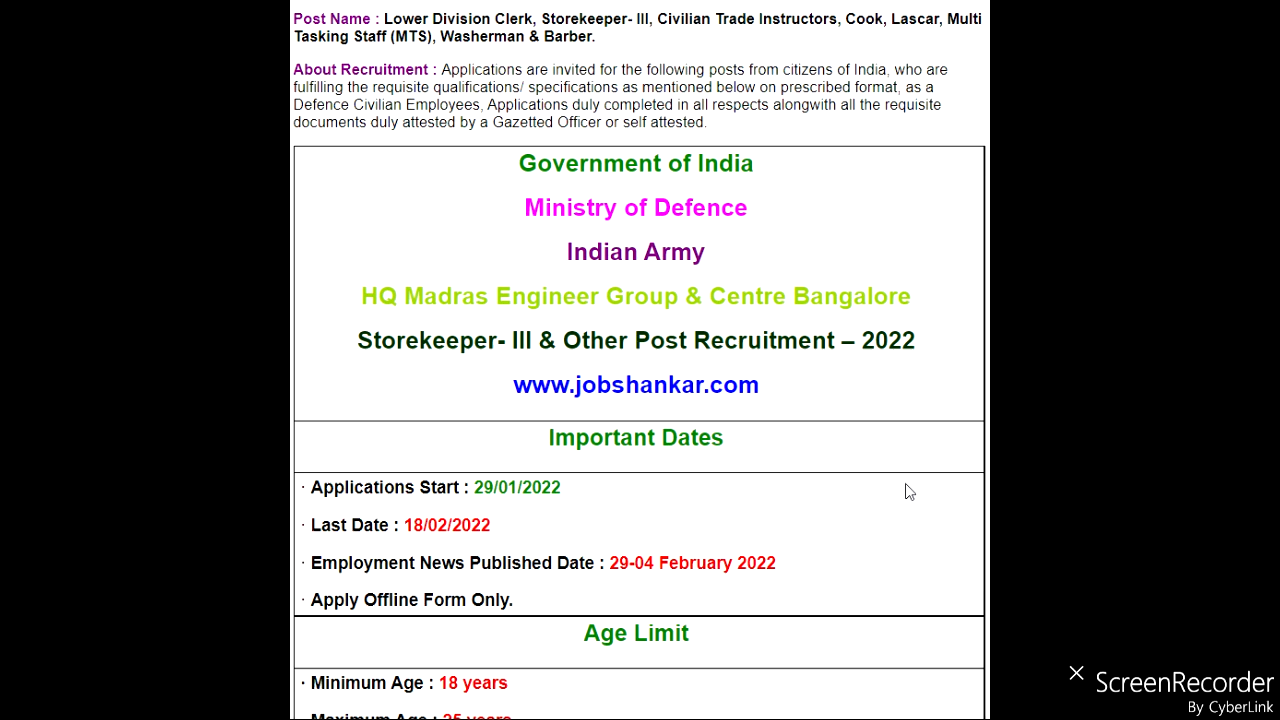 Post Name : Lower Division Clerk, Storekeeper- III, Civilian Trade Instructors, Cook, Lascar, Multi
Tasking Staff (MTS), Washerman & Barber.
About Recruitment : Applications are invited for the following posts from citizens of India, who are
fulfilling the requisite qualifications/ specifications as mentioned below on prescribed format, as a
Defence Civilian Employees, Applications duly completed in all respects alongwith all the requisite
documents duly attested by a Gazetted Officer or self attested.
Government of India
Ministry of Defence
Indian Army
HQ Madras Engineer Group & Centre Bangalore
Storekeeper- III & Other Post Recruitment – 2022
www.jobshankar.com
Important Dates
· Applications Start : 29/01/2022
· Last Date : 18/02/2022
· Employment News Published Date : 29-04 February 2022
· Apply Offline Form Only.
Age Limit
· Minimum Age : 18 years
· Maximum Age : 25 years
ScreenRecorder
By CyberLink